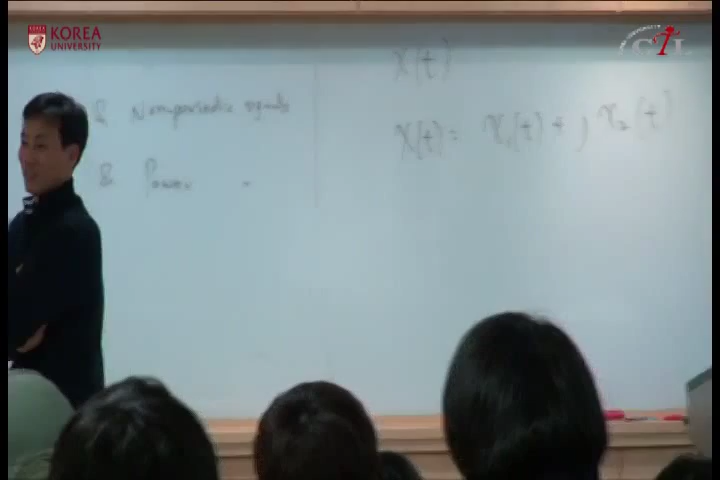 KOREA
UNIVERSITY
& Nonperiodic signals
& Power "
x(t)
x(t) = x₁(t) + j x₂(t)